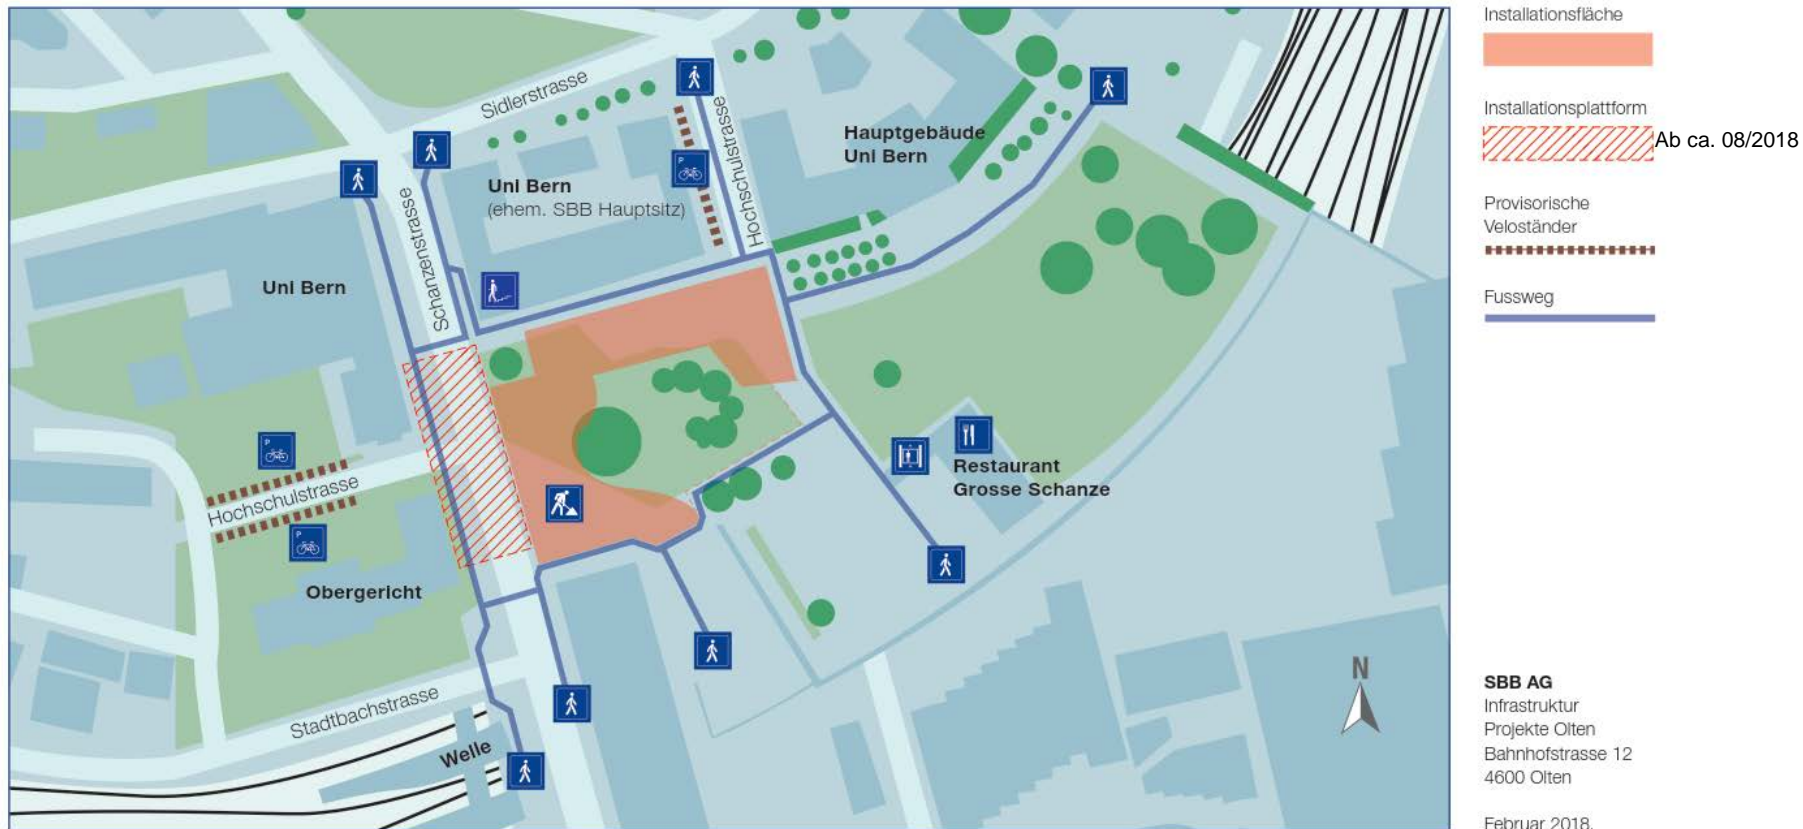 Sidlerstrasse
Hochschulstrasse
Schanzenstrasse
Hauptgebäude
Uni Bern
Uni Bern
(ehem. SBB Hauptsitz)
P
Uni Bern
P
Hochschulstrasse
P
Restaurant
Grosse Schanze
Obergericht
Stadtbachstrasse
Welle
N
Installationsfläche
Installationsplattform
Ab ca. 08/2018
Provisorische
Veloständer
Fussweg
SBB AG
Infrastruktur
Projekte Olten
Bahnhofstrasse 12
4600 Olten
Februar 2018.